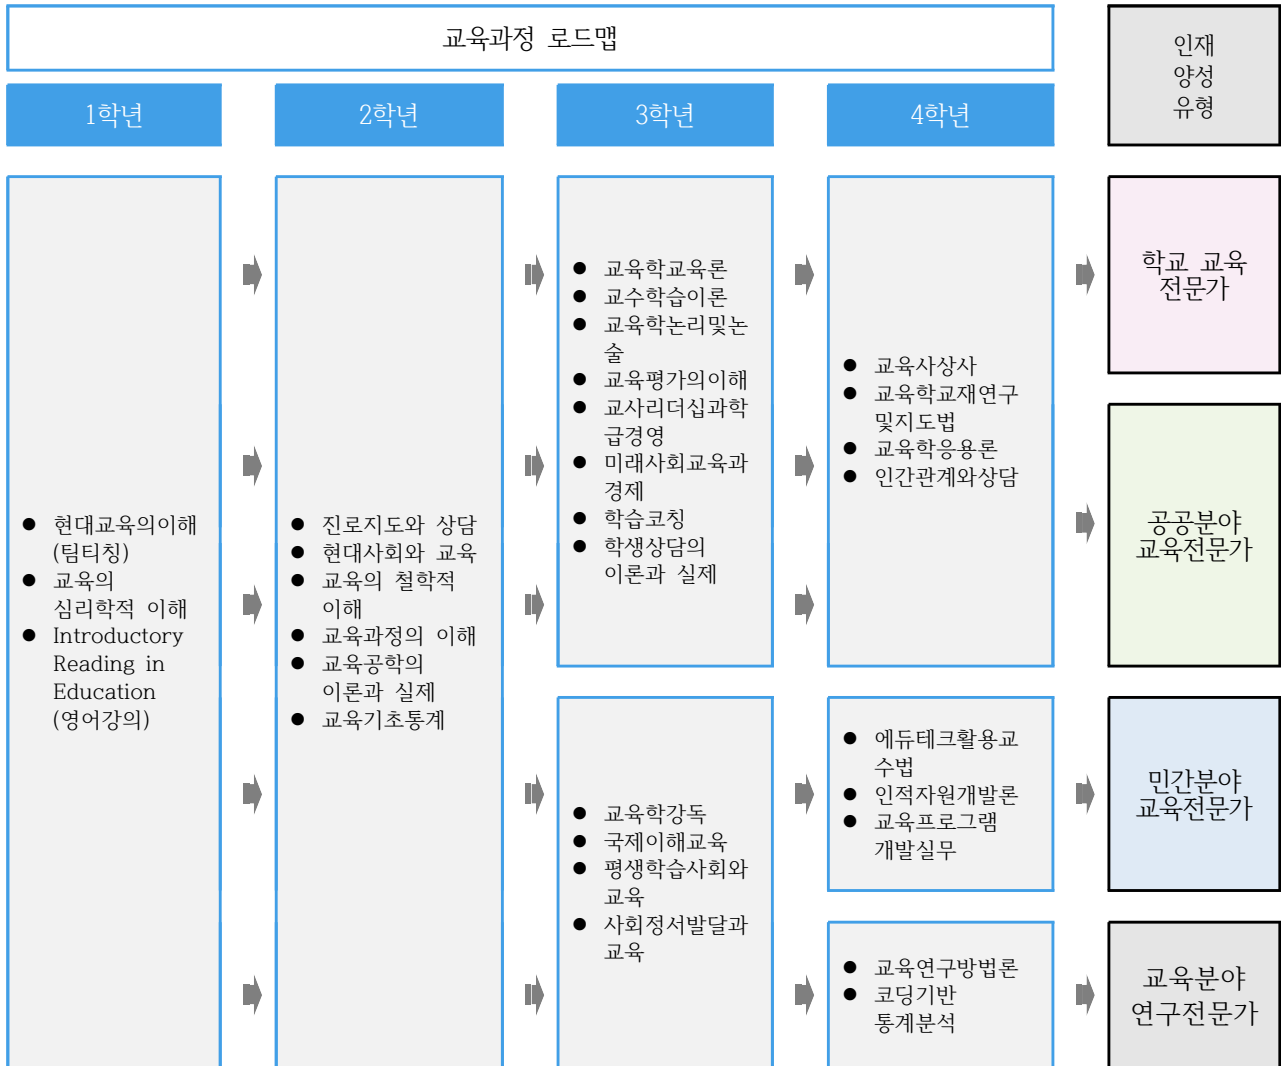 교육과정 로드맵
인재
양성
유형
1학년
2학년
3학년
4학년
● 현대교육의이해
(팀티칭)
● 교육의
심리학적 이해
● Introductory
Reading in
Education
(영어강의)
● 진로지도와 상담
● 현대사회와 교육
● 교육의 철학적
이해
● 교육과정의 이해
● 교육공학의
이론과 실제
● 교육기초통계
● 교육학교육론
● 교수학습이론
● 교육학논리및논
술
● 교육평가의이해
● 교사리더십과학
급경영
● 미래사회교육과
경제
● 학습코칭
● 학생상담의
이론과 실제
● 교육학강독
● 국제이해교육
● 평생학습사회와
교육
● 사회정서발달과
교육
● 교육사상사
● 교육학교재연구
및지도법
● 교육학응용론
● 인간관계와상담
● 에듀테크활용교
수법
● 인적자원개발론
● 교육프로그램
개발실무
● 교육연구방법론
● 코딩기반
통계분석
학교 교육
전문가
공공분야
교육전문가
민간분야
교육전문가
교육분야
연구전문가